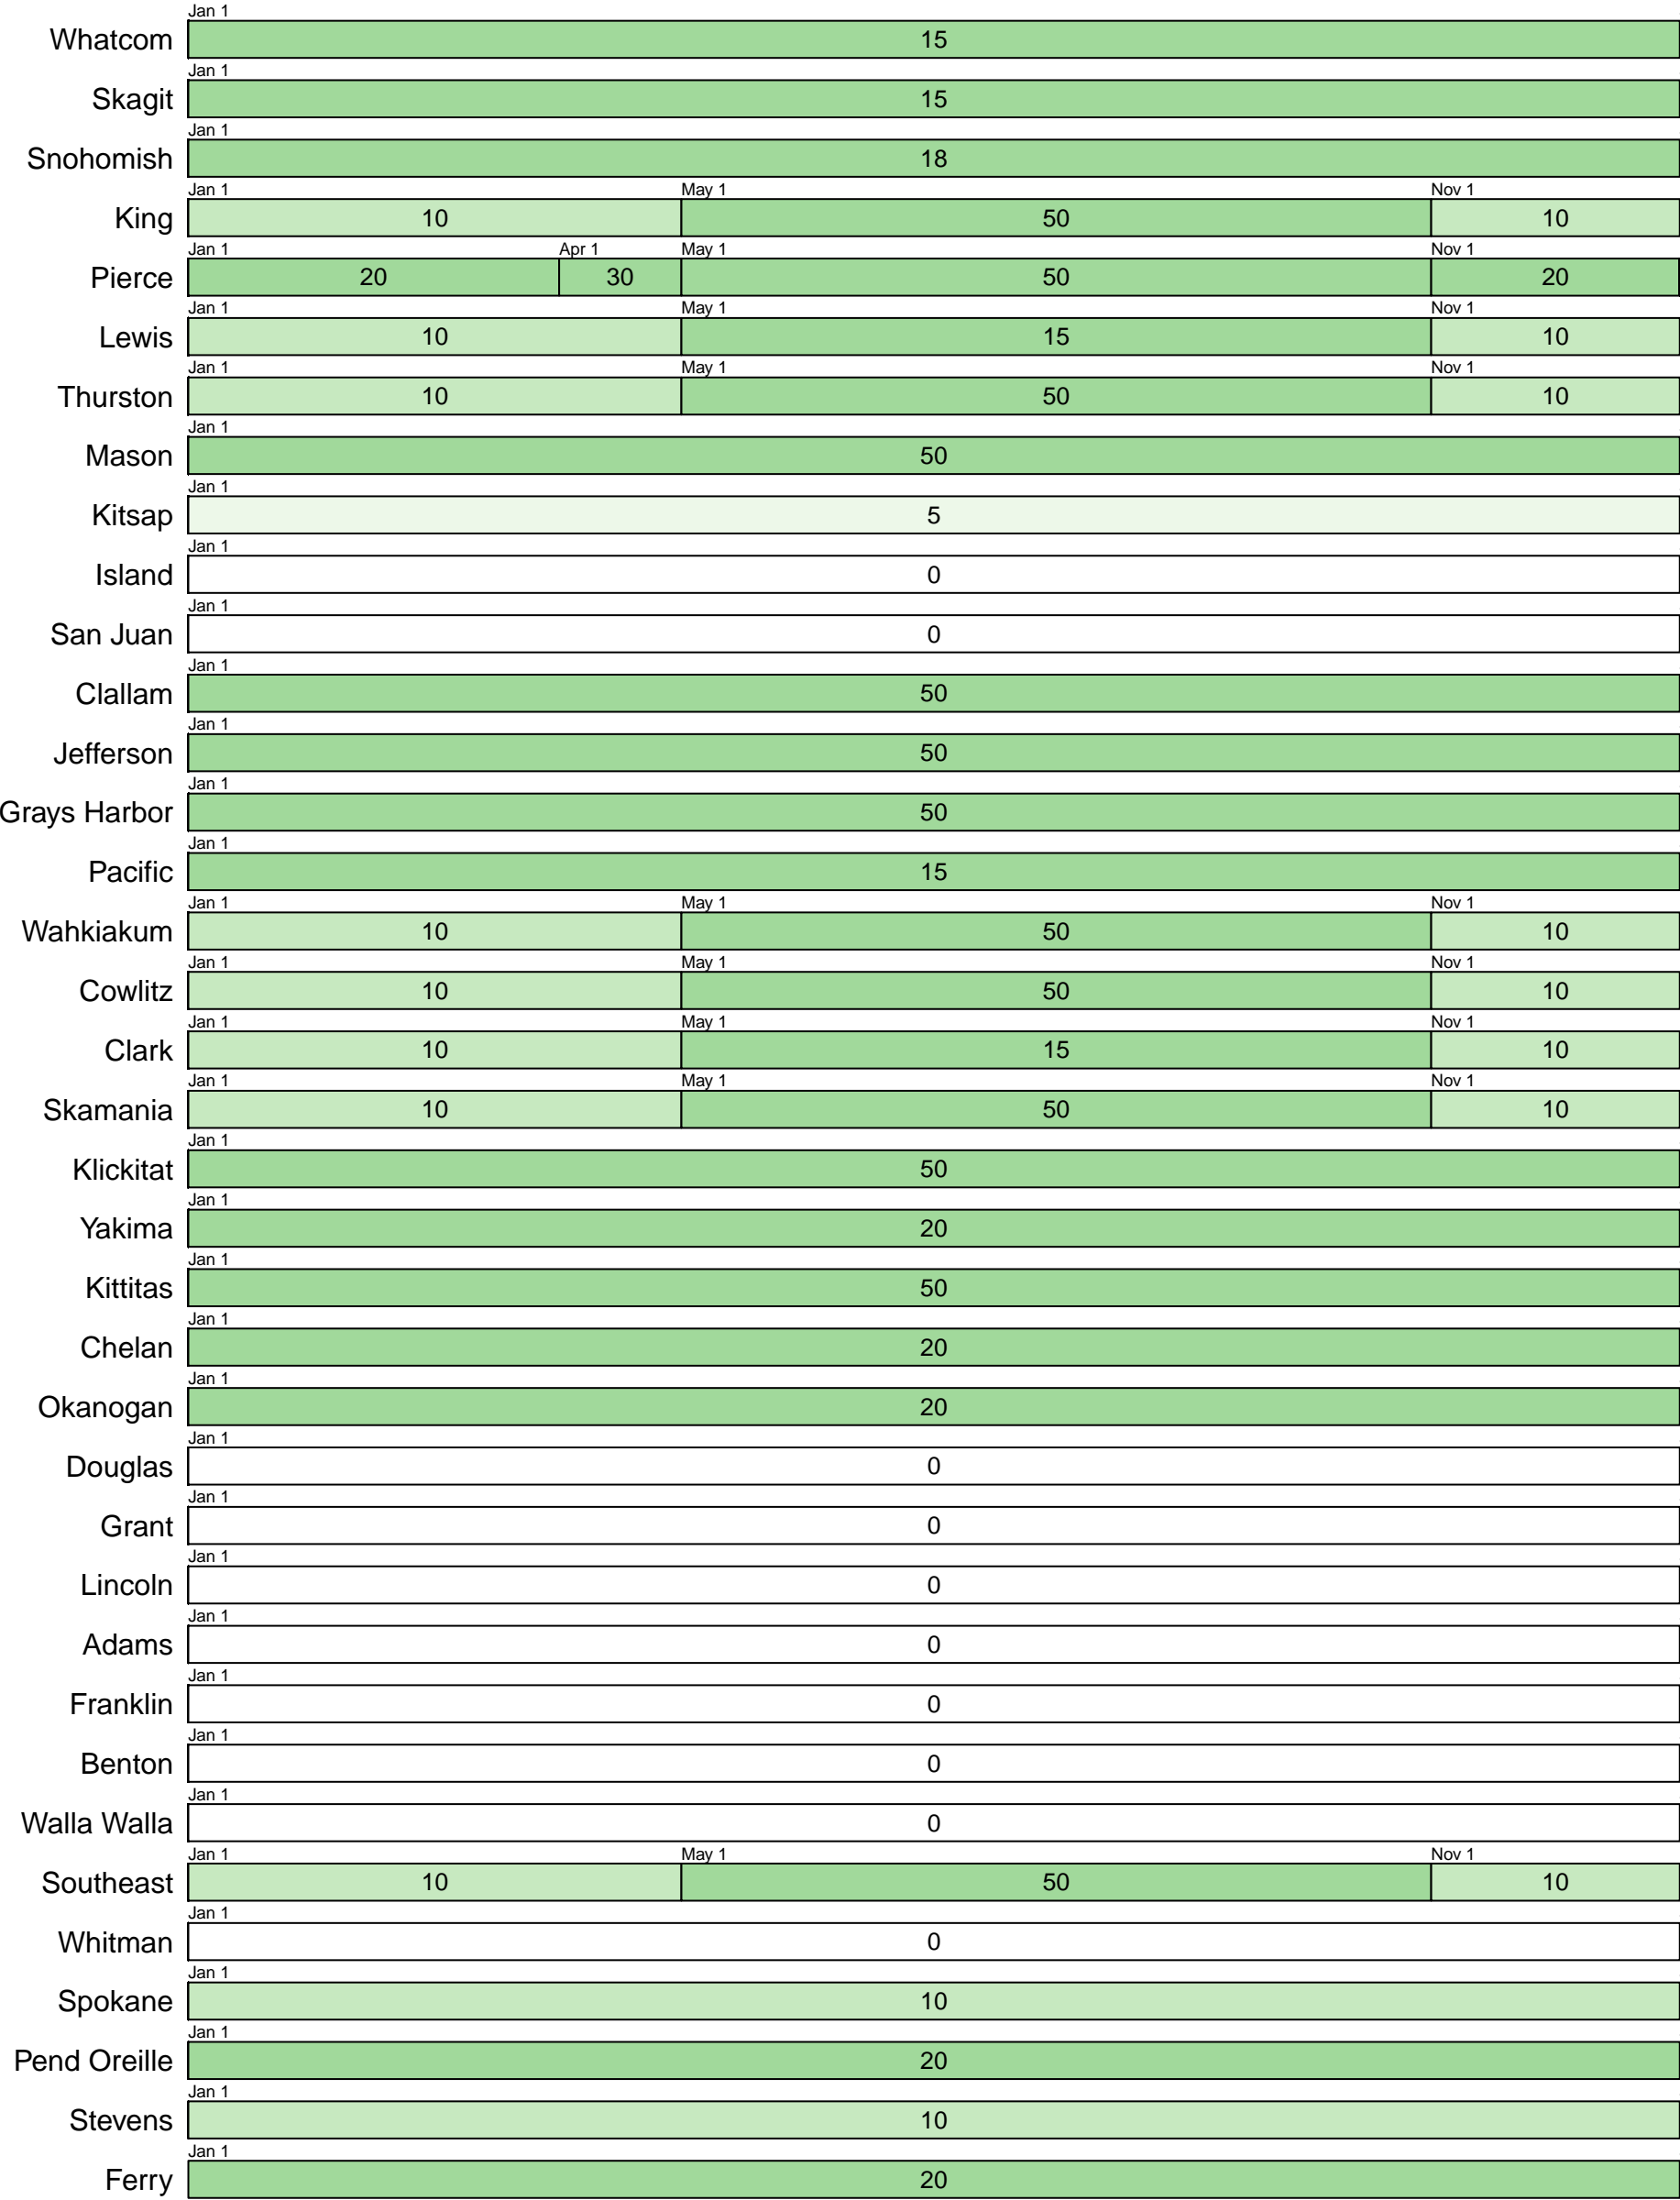 Jan 1
Whatcom 15
Jan 1
Skagit 15
Jan 1
Snohomish 18
Jan 1 May 1 Nov 1
King 10 50 10
Jan 1 Apr 1 May 1 Nov 1
Pierce 20 30 50 20
Jan 1 May 1 Nov 1
Lewis 10 15 10
Jan 1 May 1 Nov 1
Thurston 10 50 10
Jan 1
Mason 50
Jan 1
Kitsap 5
Jan 1
Island 0
Jan 1
San Juan 0
Jan 1
Clallam 50
Jan 1
Jefferson 50
Jan 1
Grays Harbor 50
Jan 1
Pacific 15
Jan 1 May 1 Nov 1
Wahkiakum 10 50 10
Jan 1 May 1 Nov 1
Cowlitz 10 50 10
Jan 1 May 1 Nov 1
Clark 10 15 10
Jan 1 May 1 Nov 1
Skamania 10 50 10
Jan 1
Klickitat 50
Jan 1
Yakima 20
Jan 1
Kittitas 50
Jan 1
Chelan 20
Jan 1
Okanogan 20
Jan 1
Douglas 0
Jan 1
Grant 0
Jan 1
Lincoln 0
Jan 1
Adams 0
Jan 1
Franklin 0
Jan 1
Benton 0
Jan 1
Walla Walla 0
Jan 1 May 1 Nov 1
Southeast 10 50 10
Jan 1
Whitman 0
Jan 1
Spokane 10
Jan 1
Pend Oreille 20
Jan 1
Stevens 10
Jan 1
Ferry 20